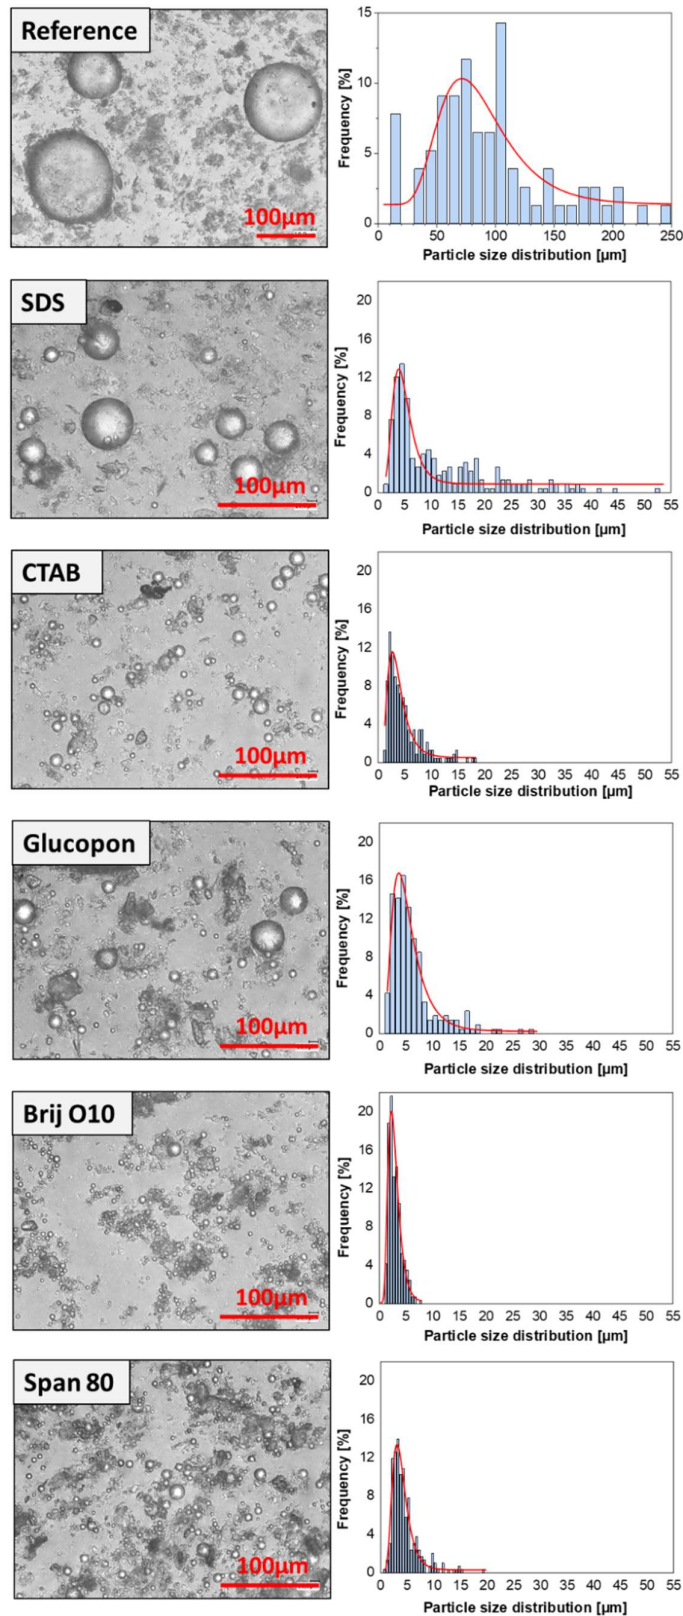 Reference
100µm
15
10
5
0
Frequency [%]
0 50 100 150 200 250
Particle size distribution [µm]
SDS
100µm
20
16
12
8
4
0
Frequency [%]
0 5 10 15 20 25 30 35 40 45 50 55
Particle size distribution [µm]
CTAB
100µm
20
16
12
8
4
0
Frequency [%]
0 5 10 15 20 25 30 35 40 45 50 55
Particle size distribution [µm]
Glucopon
100µm
20
16
12
8
4
0
Frequency [%]
0 5 10 15 20 25 30 35 40 45 50 55
Particle size distribution [µm]
Brij O10
100µm
20
16
12
8
4
0
Frequency [%]
0 5 10 15 20 25 30 35 40 45 50 55
Particle size distribution [µm]
Span 80
100µm
20
16
12
8
4
0
Frequency [%]
0 5 10 15 20 25 30 35 40 45 50 55
Particle size distribution [µm]